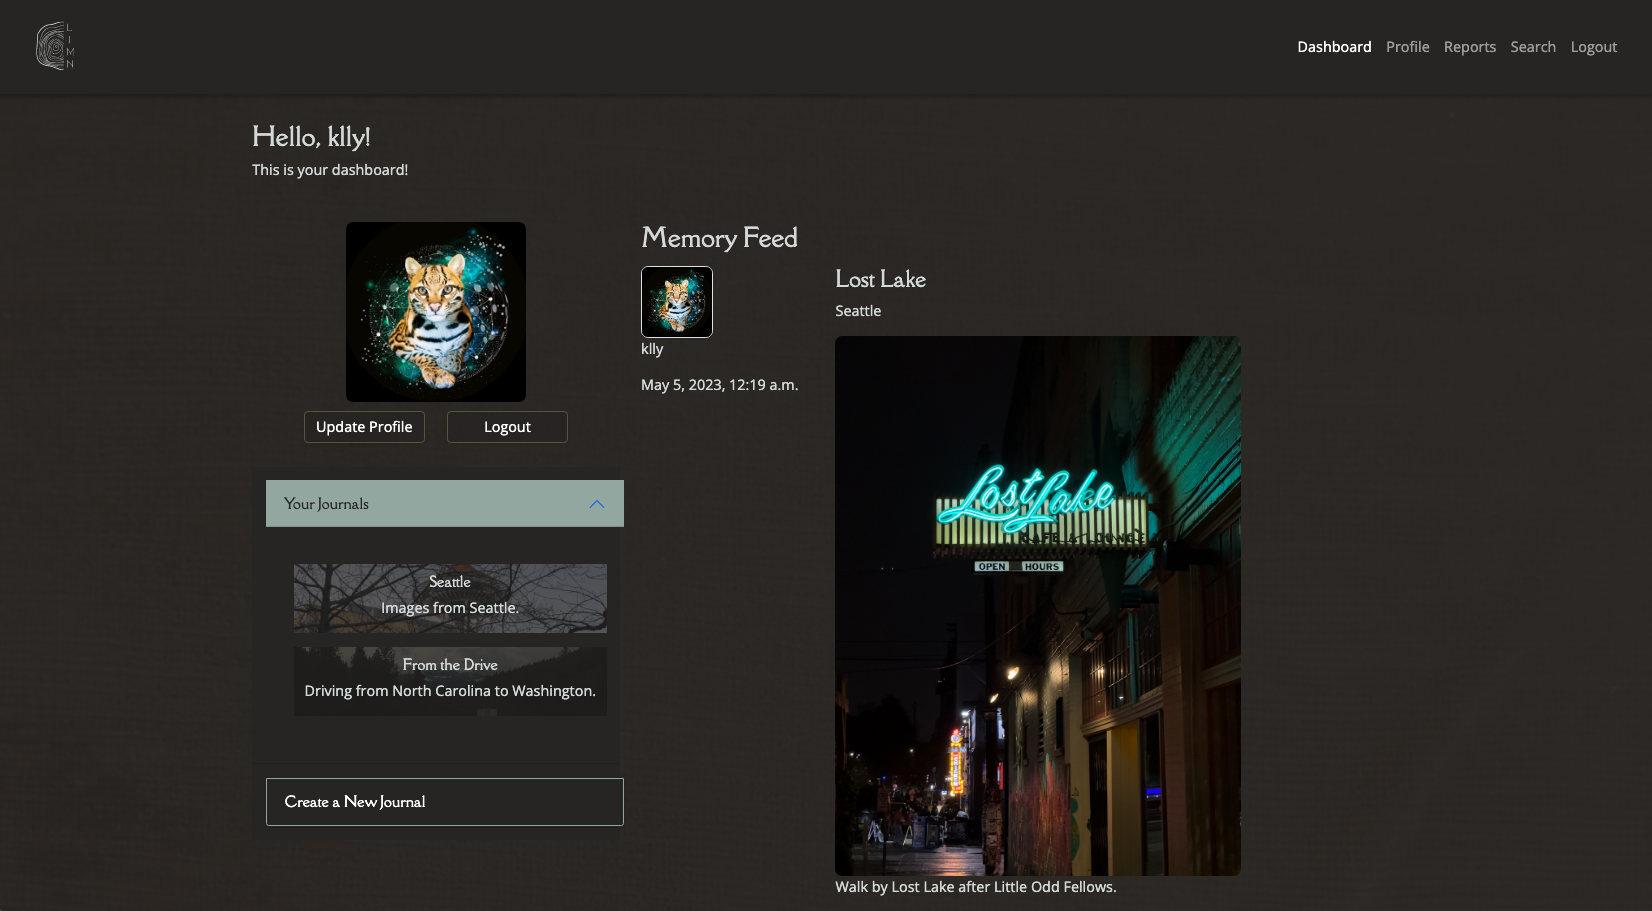 LIMN
Dashboard Profile Reports Search Logout
Hello, klly!
This is your dashboard!
Update Profile
Logout
Your Journals
Seattle
Images from Seattle.
From the Drive
Driving from North Carolina to Washington.
Create a New Journal
Memory Feed
klly
May 5, 2023, 12:19 a.m.
Lost Lake
Seattle
Lost Lake
CAFE & LOUNGE
OPEN HOURS
Walk by Lost Lake after Little Odd Fellows.